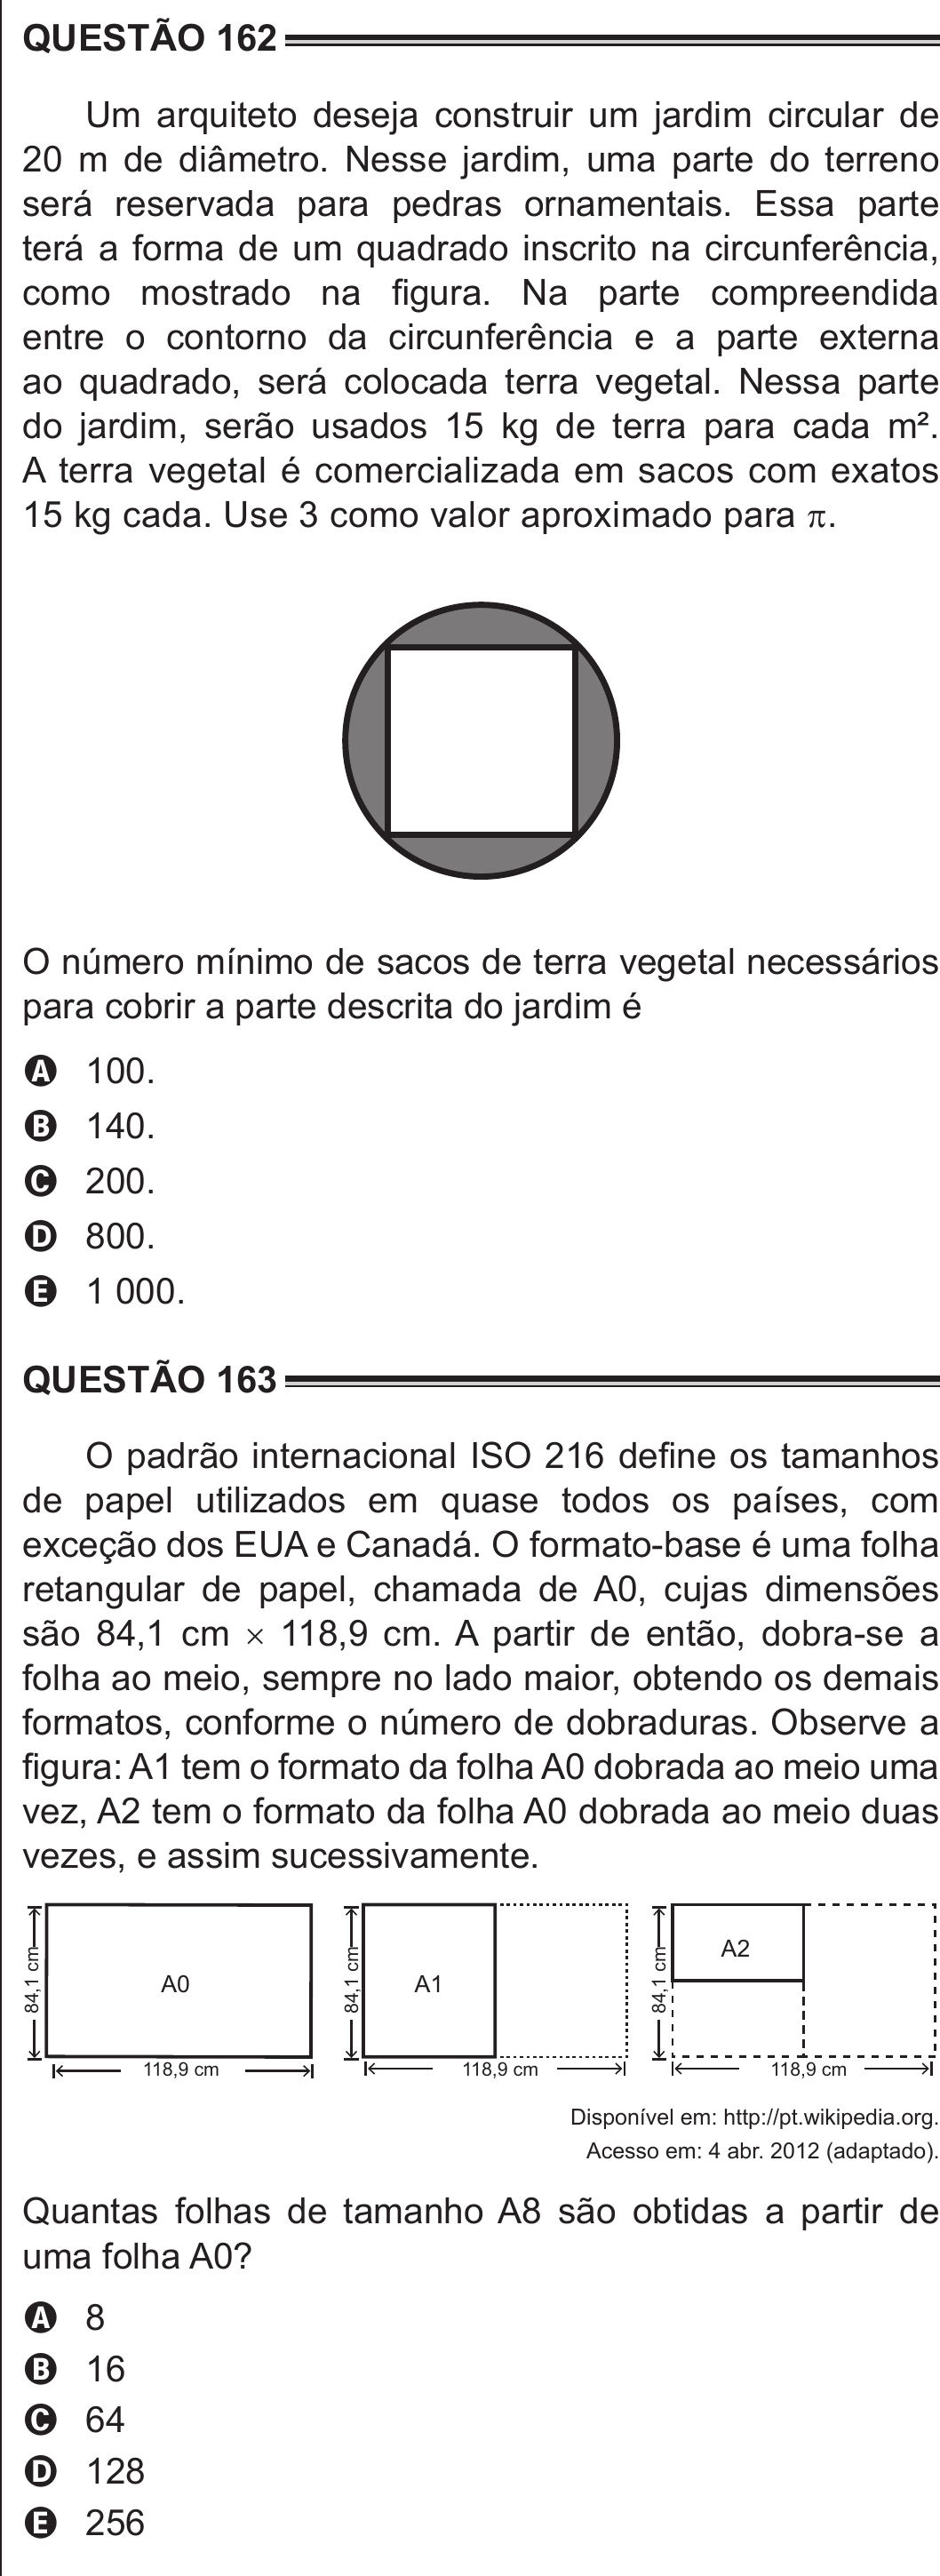 QUESTÃO 162
Um arquiteto deseja construir um jardim circular de
20 m de diâmetro. Nesse jardim, uma parte do terreno
será reservada para pedras ornamentais. Essa parte
terá a forma de um quadrado inscrito na circunferência,
como mostrado na figura. Na parte compreendida
entre o contorno da circunferência e a parte externa
ao quadrado, será colocada terra vegetal. Nessa parte
do jardim, serão usados 15 kg de terra para cada m².
A terra vegetal é comercializada em sacos com exatos
15 kg cada. Use 3 como valor aproximado para π.
O número mínimo de sacos de terra vegetal necessários
para cobrir a parte descrita do jardim é
A 100.
B 140.
C 200.
D 800.
E 1 000.
QUESTÃO 163
O padrão internacional ISO 216 define os tamanhos
de papel utilizados em quase todos os países, com
exceção dos EUA e Canadá. O formato-base é uma folha
retangular de papel, chamada de A0, cujas dimensões
são 84,1 cm × 118,9 cm. A partir de então, dobra-se a
folha ao meio, sempre no lado maior, obtendo os demais
formatos, conforme o número de dobraduras. Observe a
figura: A1 tem o formato da folha A0 dobrada ao meio uma
vez, A2 tem o formato da folha A0 dobrada ao meio duas
vezes, e assim sucessivamente.
84,1 cm
A0
118,9 cm
84,1 cm
A1
118,9 cm
84,1 cm
A2
118,9 cm
Disponível em: http://pt.wikipedia.org.
Acesso em: 4 abr. 2012 (adaptado).
Quantas folhas de tamanho A8 são obtidas a partir de
uma folha A0?
A 8
B 16
C 64
D 128
E 256